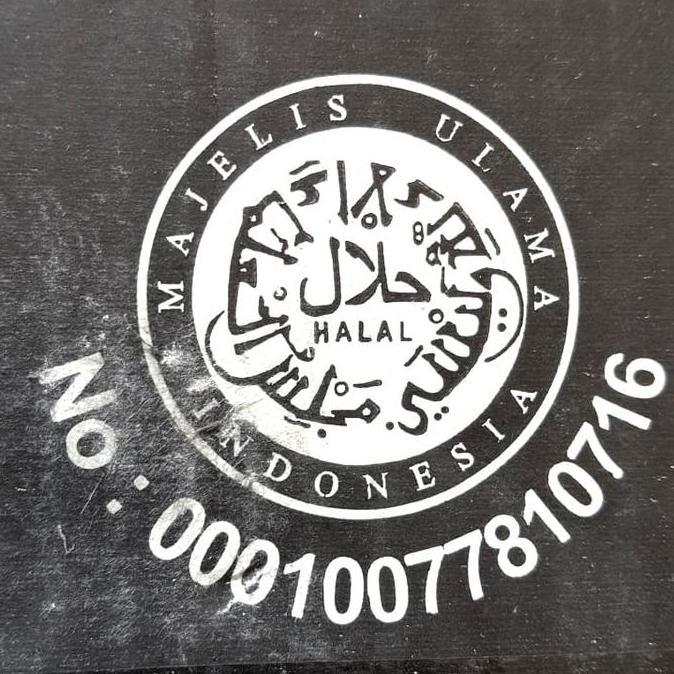 MAJELIS ULAMA
INDONESIA
حلال
HALAL
No : 00010077810716